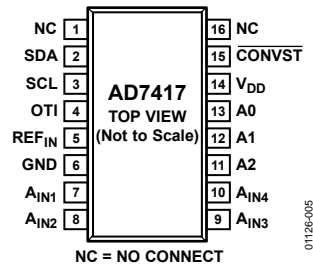 NC 1 16 NC
SDA 2 15 CONVST
SCL 3 14 VDD
OTI 4 AD7417 13 A0
TOP VIEW
REFIN 5 (Not to Scale) 12 A1
GND 6 11 A2
AIN1 7 10 AIN4
AIN2 8 9 AIN3
NC = NO CONNECT
01126-005